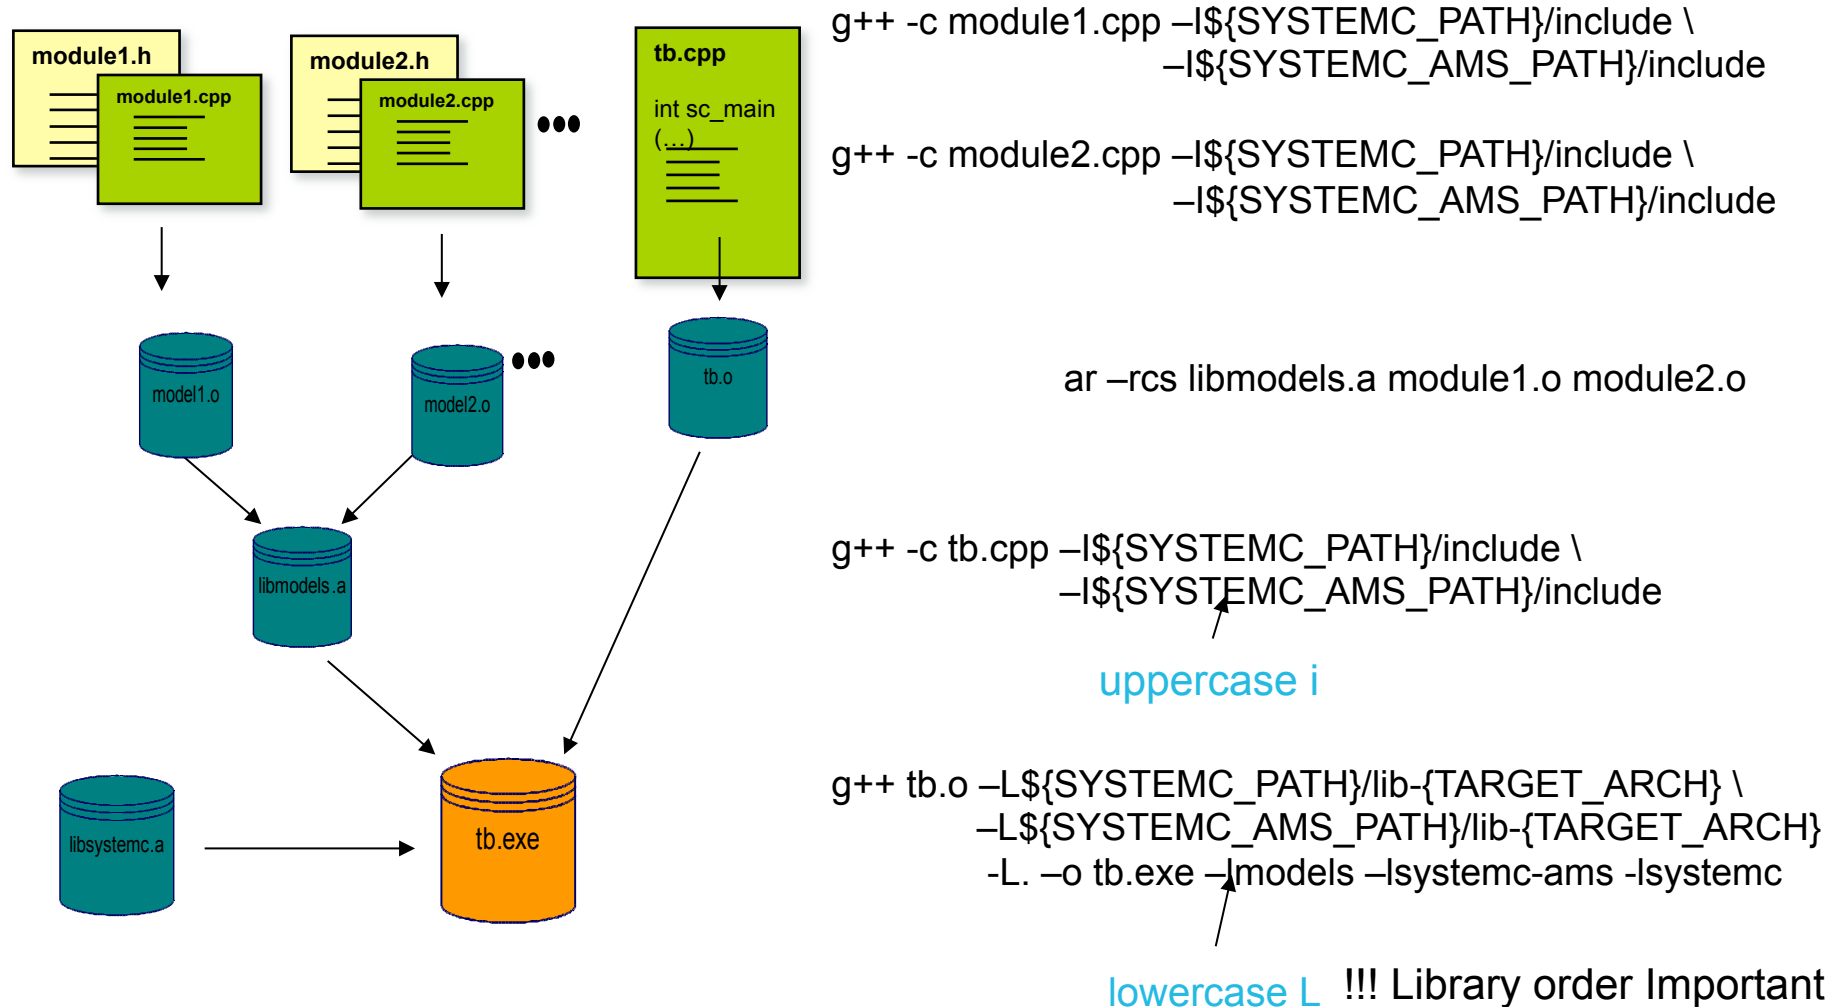 module1.h
module1.cpp
module2.h
module2.cpp
tb.cpp
int sc_main
(...)
model1.o
model2.o
tb.o
libmodels.a
libsystemc.a
tb.exe
g++ -c module1.cpp –I${SYSTEMC_PATH}/include \
–I${SYSTEMC_AMS_PATH}/include
g++ -c module2.cpp –I${SYSTEMC_PATH}/include \
–I${SYSTEMC_AMS_PATH}/include
ar –rcs libmodels.a module1.o module2.o
g++ -c tb.cpp –I${SYSTEMC_PATH}/include \
–I${SYSTEMC_AMS_PATH}/include
uppercase i
g++ tb.o –L${SYSTEMC_PATH}/lib-{TARGET_ARCH} \
–L${SYSTEMC_AMS_PATH}/lib-{TARGET_ARCH}
-L. –o tb.exe –lmodels –lsystemc-ams -lsystemc
lowercase L !!! Library order Important